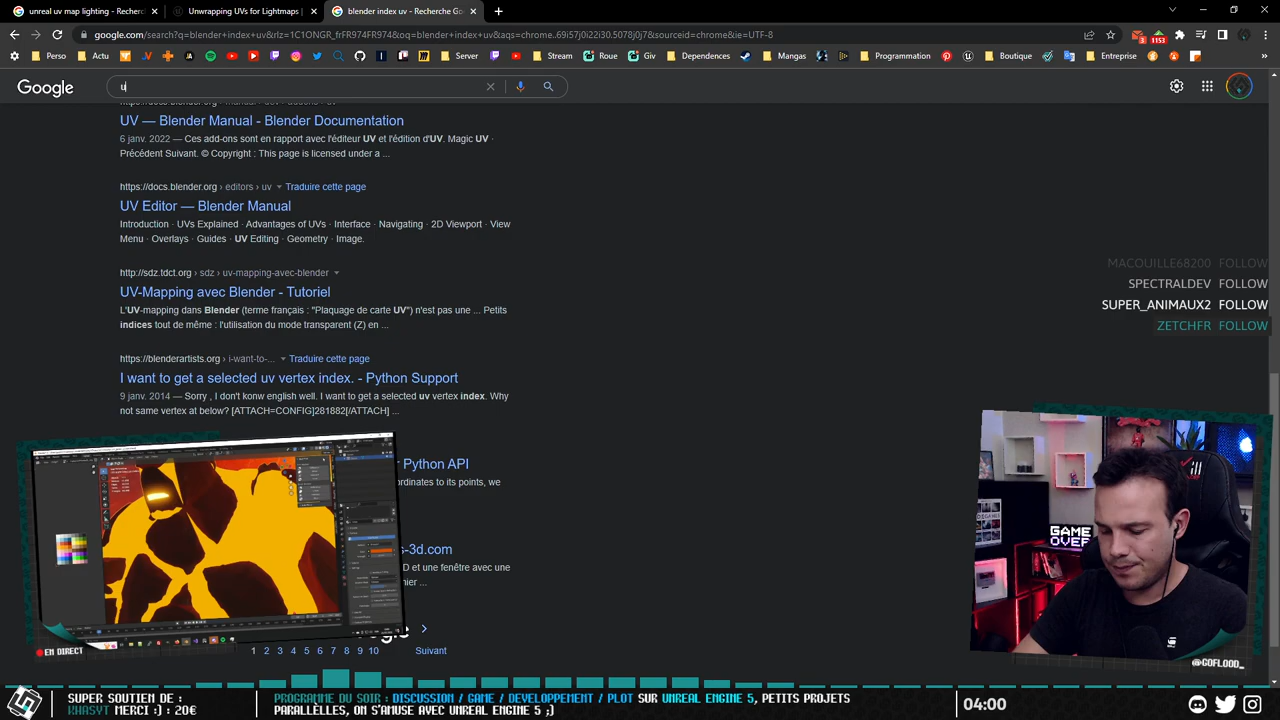 unreal uv map lighting - Recherch
Unwrapping UVs for Lightmaps |
blender index uv - Recherche Go
google.com/search?q=blender+index+uv&rlz=1C1ONGR_frFR974FR974&oq=blender+index+uv&aqs=chrome..69i57j0i22i30.5078j0j7&sourceid=chrome&ie=UTF-8
Perso
Actu
Server
Stream
Roue
Giv
Dependences
Mangas
Programmation
Boutique
Entreprise
Google
u
UV — Blender Manual - Blender Documentation
6 janv. 2022 — Ces add-ons sont en rapport avec l'éditeur UV et l'édition d'UV. Magic UV ·
Précédent Suivant. © Copyright : This page is licensed under a ...
https://docs.blender.org › editors › uv Traduire cette page
UV Editor — Blender Manual
Introduction · UVs Explained · Advantages of UVs · Interface · Navigating · 2D Viewport · View
Menu · Overlays · Guides · UV Editing · Geometry · Image.
http://sdz.tdct.org › sdz › uv-mapping-avec-blender
UV-Mapping avec Blender - Tutoriel
L'UV-mapping dans Blender (terme français : "Plaquage de carte UV") n'est pas une ... Petits
indices tout de même : l'utilisation du mode transparent (Z) en ...
https://blenderartists.org › i-want-to-... Traduire cette page
I want to get a selected uv vertex index. - Python Support
9 janv. 2014 — Sorry , I don't konw english well. I want to get a selected uv vertex index. Why
not same vertex at below? [ATTACH=CONFIG]281882[/ATTACH] ...
r Python API
ordinates to its points, we
s-3d.com
D et une fenêtre avec une
nier ...
1 2 3 4 5 6 7 8 9 10 Suivant
MACOUILLE68200 FOLLOW
SPECTRALDEV FOLLOW
SUPER_ANIMAUX2 FOLLOW
ZETCHFR FOLLOW
GAME
OVER
@GOFLOOD_
EN DIRECT
SUPER SOUTIEN DE :
KHASYT MERCI :) : 20€
PROGRAMME DU SOIR : DISCUSSION / GAME / DEVELOPPEMENT / PLOT SUR UNREAL ENGINE 5, PETITS PROJETS
PARALLÈLES, ON S'AMUSE AVEC UNREAL ENGINE 5 ;)
04:00